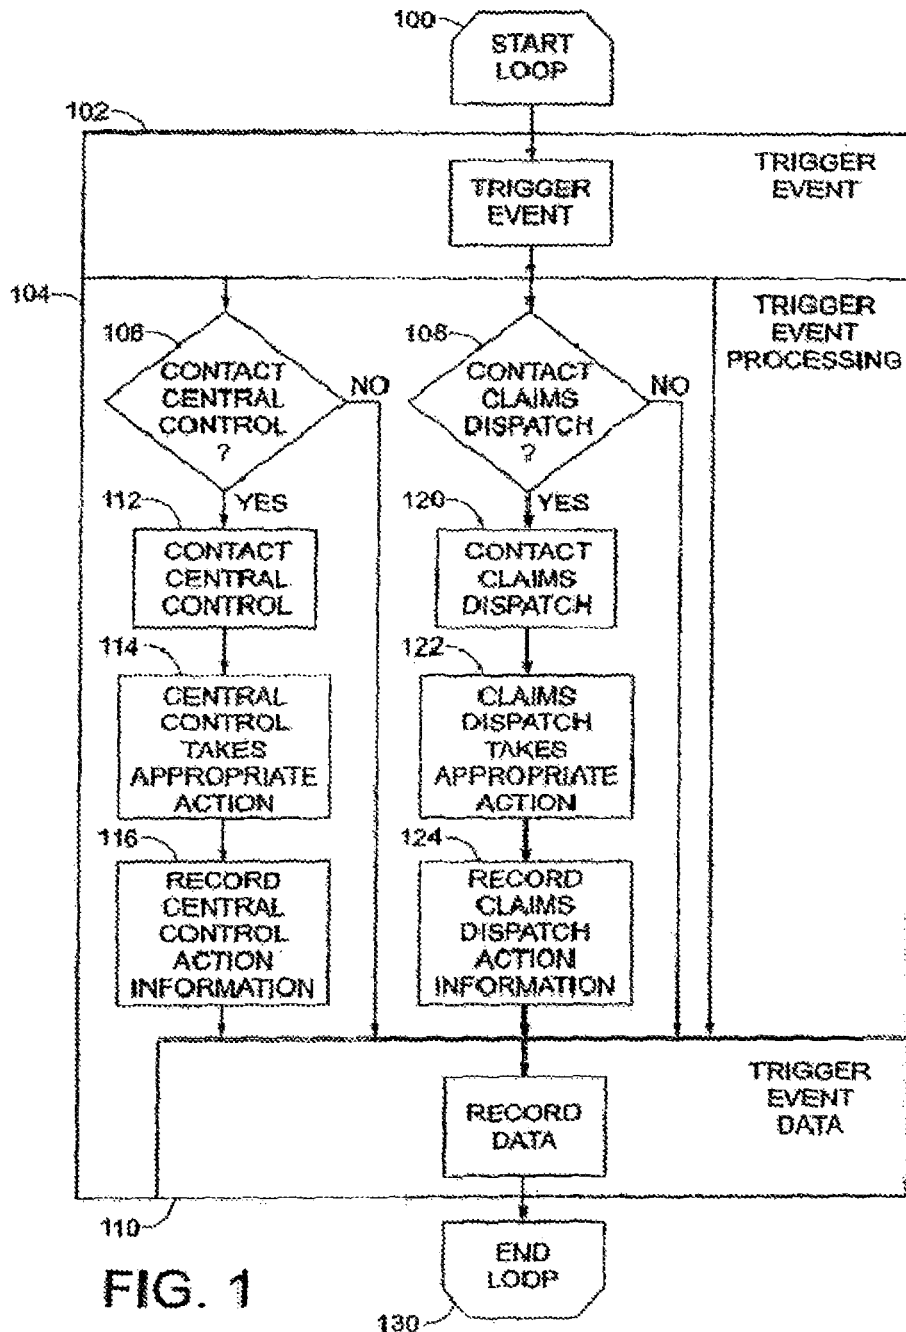 100
START
LOOP
102
TRIGGER
EVENT
TRIGGER
EVENT
104
TRIGGER
EVENT
PROCESSING
106
CONTACT
CENTRAL
CONTROL
?
NO
YES
108
CONTACT
CLAIMS
DISPATCH
?
NO
YES
112
CONTACT
CENTRAL
CONTROL
120
CONTACT
CLAIMS
DISPATCH
114
CENTRAL
CONTROL
TAKES
APPROPRIATE
ACTION
122
CLAIMS
DISPATCH
TAKES
APPROPRIATE
ACTION
116
RECORD
CENTRAL
CONTROL
ACTION
INFORMATION
124
RECORD
CLAIMS
DISPATCH
ACTION
INFORMATION
TRIGGER
EVENT
DATA
RECORD
DATA
110
END
LOOP
130
FIG. 1